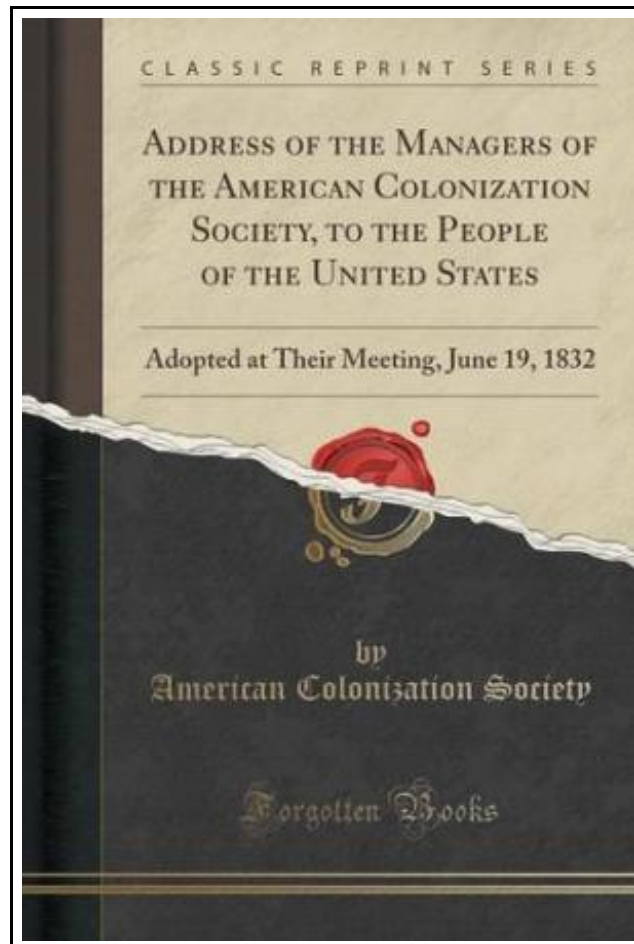 CLASSIC REPRINT SERIES
ADDRESS OF THE MANAGERS OF
THE AMERICAN COLONIZATION
SOCIETY, TO THE PEOPLE
OF THE UNITED STATES
Adopted at Their Meeting, June 19, 1832
by
American Colonization Society
Forgotten Books